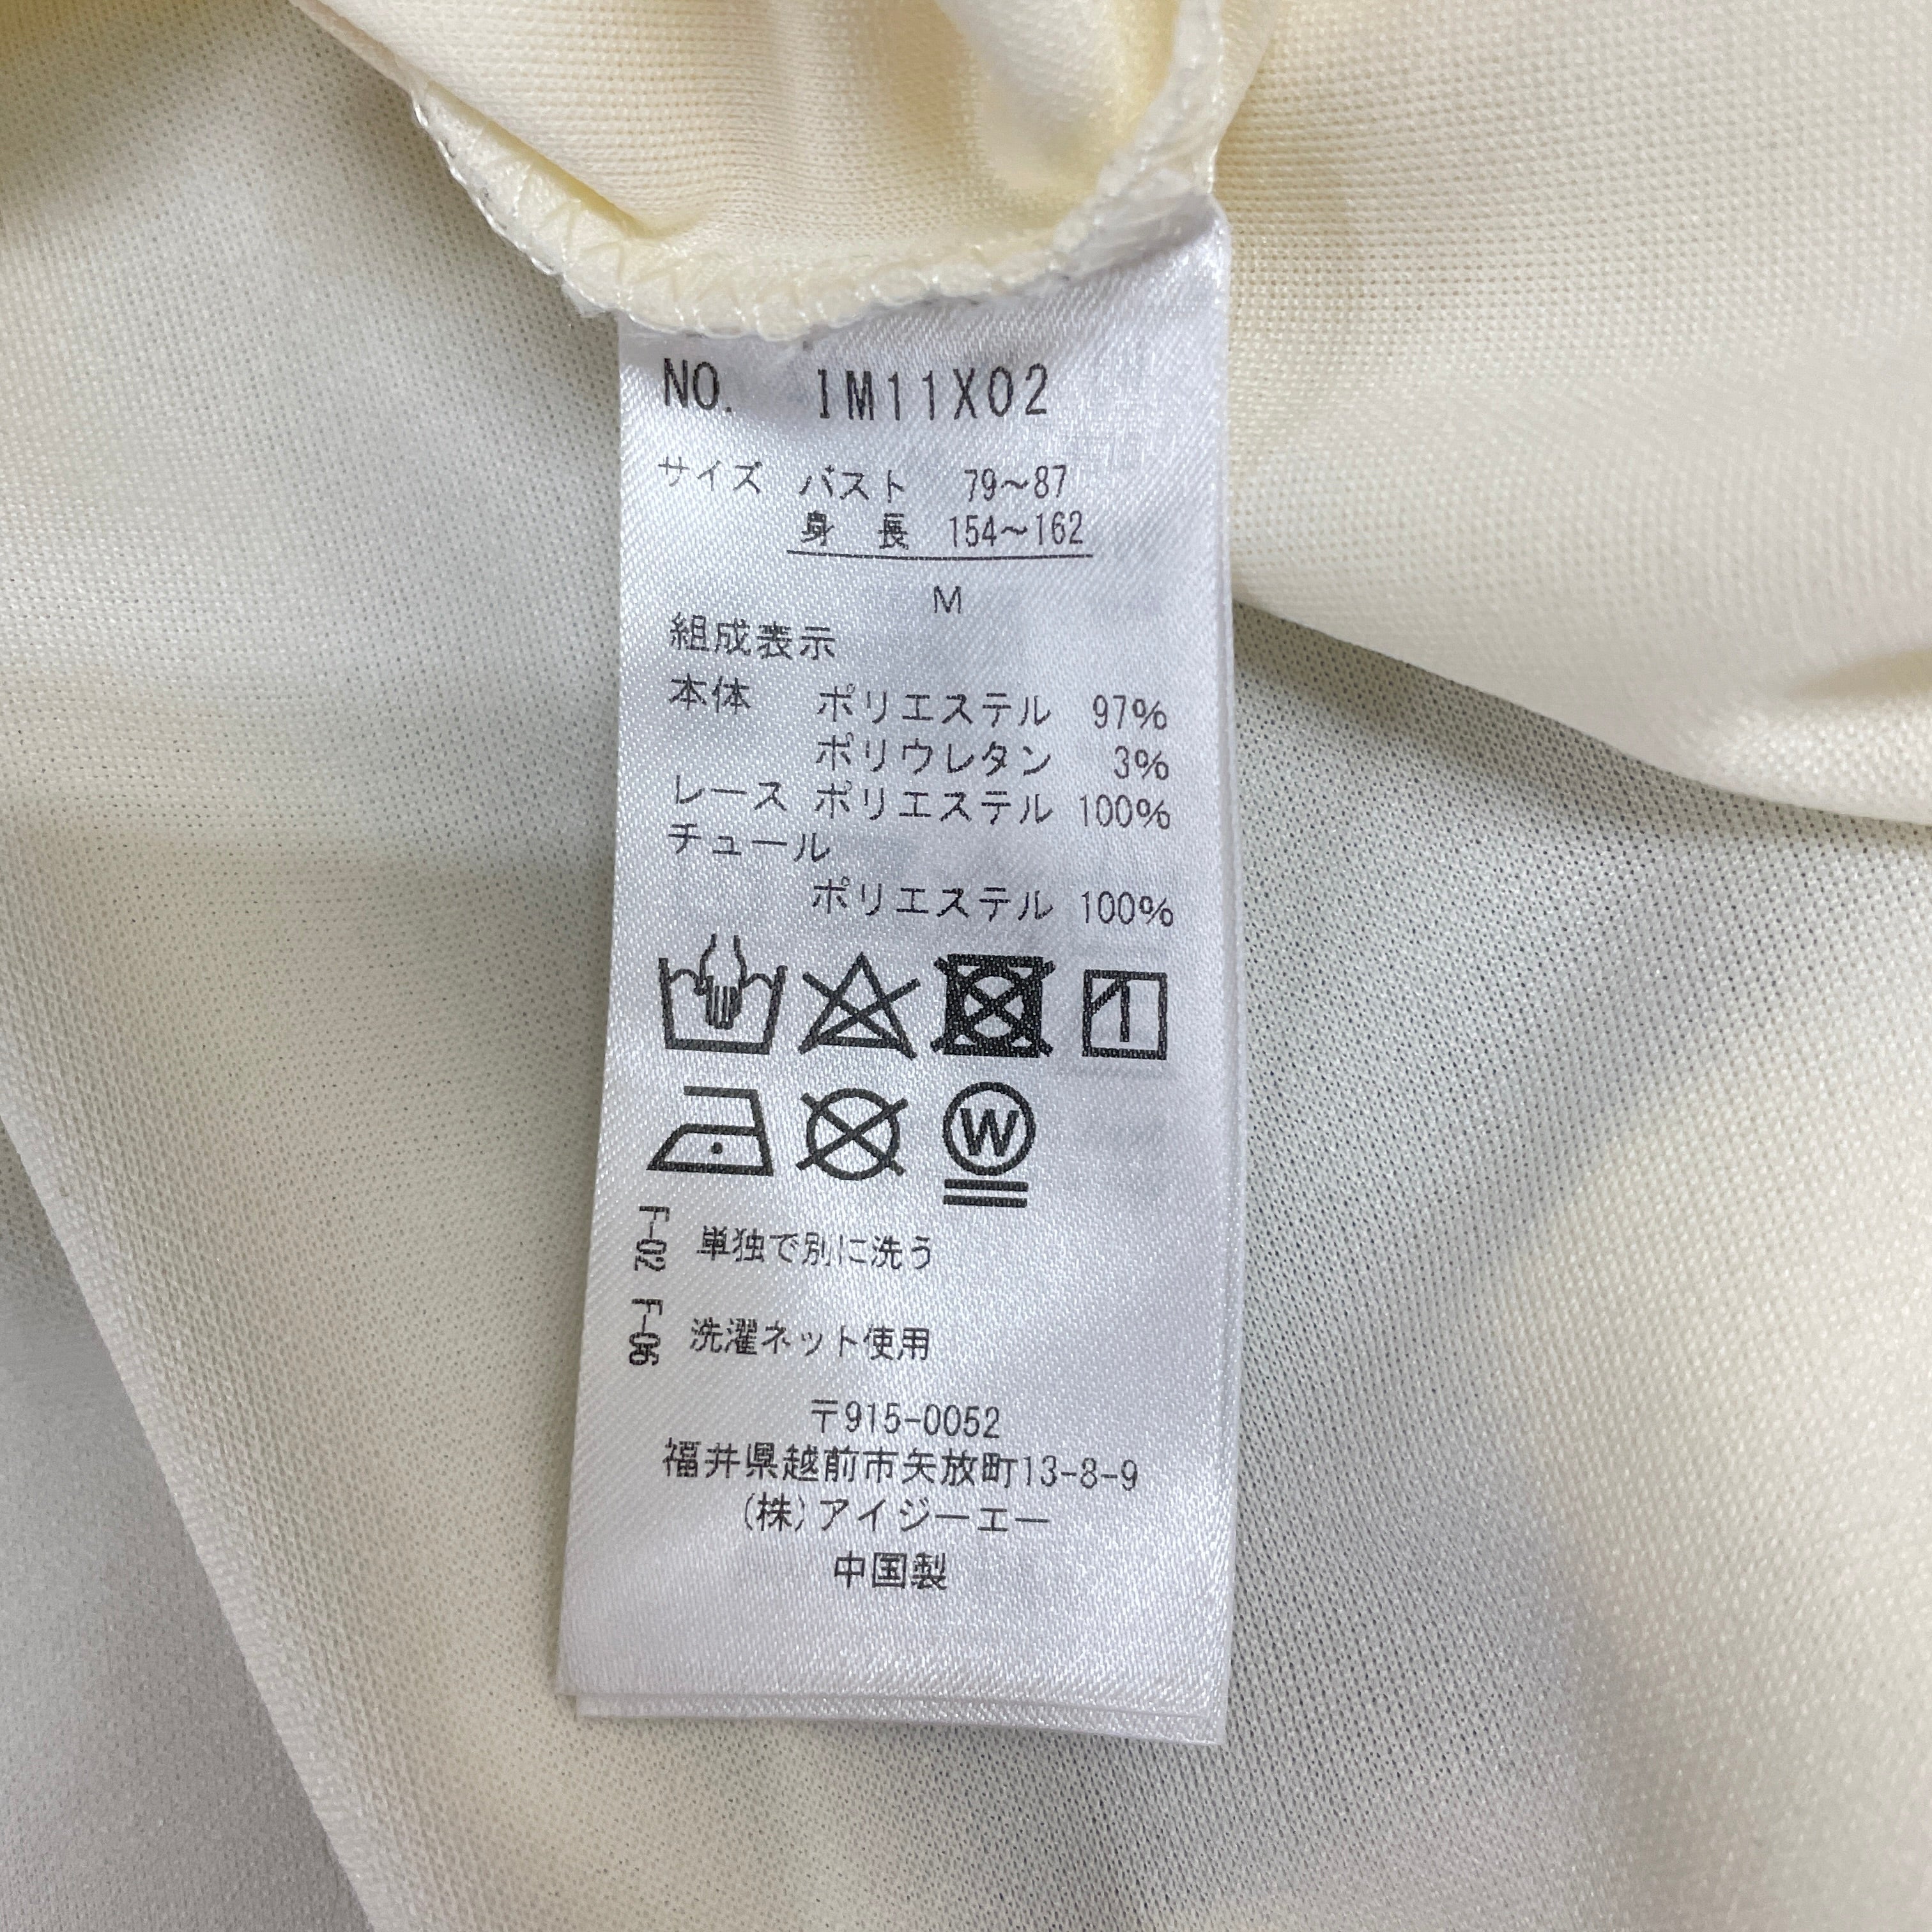 NO. 1M11X02
サイズ バスト 79～87
身 長 154～162
M
組成表示
本体 ポリエステル 97%
ポリウレタン 3%
レース ポリエステル 100%
チュール
ポリエステル 100%
W
F-02 単独で別に洗う
F-06 洗濯ネット使用
〒915-0052
福井県越前市矢放町13-8-9
(株)アイジーエー
中国製